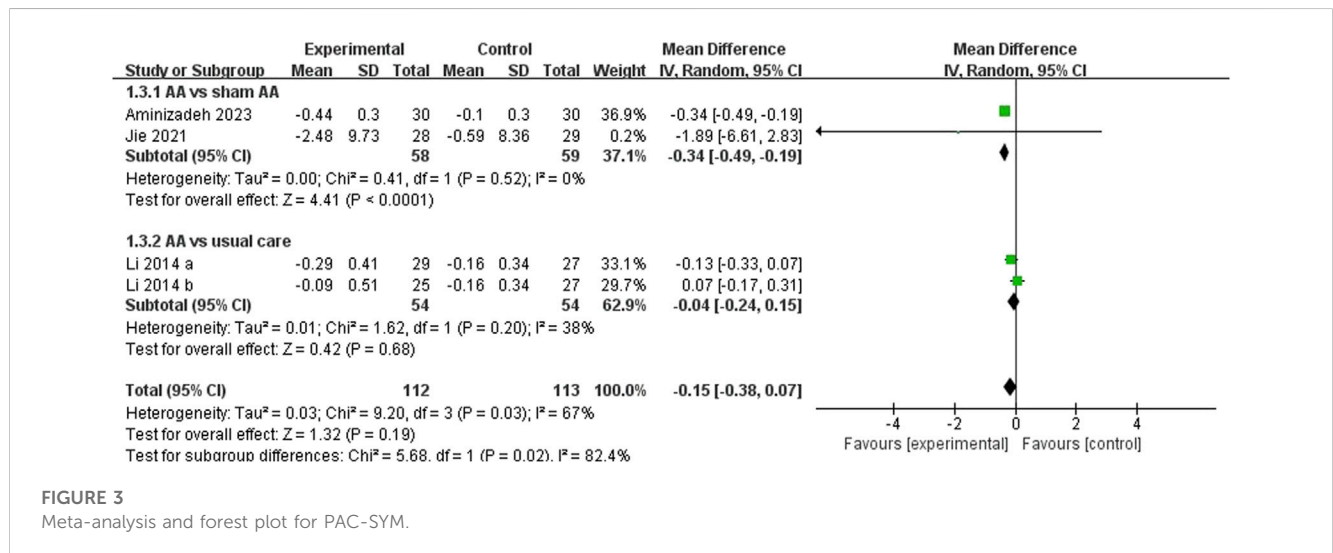 Experimental Control Mean Difference Mean Difference
Study or Subgroup Mean SD Total Mean SD Total Weight IV, Random, 95% CI IV, Random, 95% CI
1.3.1 AA vs sham AA
Aminizadeh 2023 -0.44 0.3 30 -0.1 0.3 30 36.9% -0.34 [-0.49, -0.19]
Jie 2021 -2.48 9.73 28 -0.59 8.36 29 0.2% -1.89 [-6.61, 2.83]
Subtotal (95% CI) 58 59 37.1% -0.34 [-0.49, -0.19]
Heterogeneity: Tau² = 0.00; Chi² = 0.41, df = 1 (P = 0.52); I² = 0%
Test for overall effect: Z = 4.41 (P < 0.0001)
1.3.2 AA vs usual care
Li 2014 a -0.29 0.41 29 -0.16 0.34 27 33.1% -0.13 [-0.33, 0.07]
Li 2014 b -0.09 0.51 25 -0.16 0.34 27 29.7% 0.07 [-0.17, 0.31]
Subtotal (95% CI) 54 54 62.9% -0.04 [-0.24, 0.15]
Heterogeneity: Tau² = 0.01; Chi² = 1.62, df = 1 (P = 0.20); I² = 38%
Test for overall effect: Z = 0.42 (P = 0.68)
Total (95% CI) 112 113 100.0% -0.15 [-0.38, 0.07]
Heterogeneity: Tau² = 0.03; Chi² = 9.20, df = 3 (P = 0.03); I² = 67%
Test for overall effect: Z = 1.32 (P = 0.19)
Test for subgroup differences: Chi² = 5.68. df = 1 (P = 0.02). I² = 82.4%
-4 -2 0 2 4
Favours [experimental] Favours [control]
FIGURE 3
Meta-analysis and forest plot for PAC-SYM.